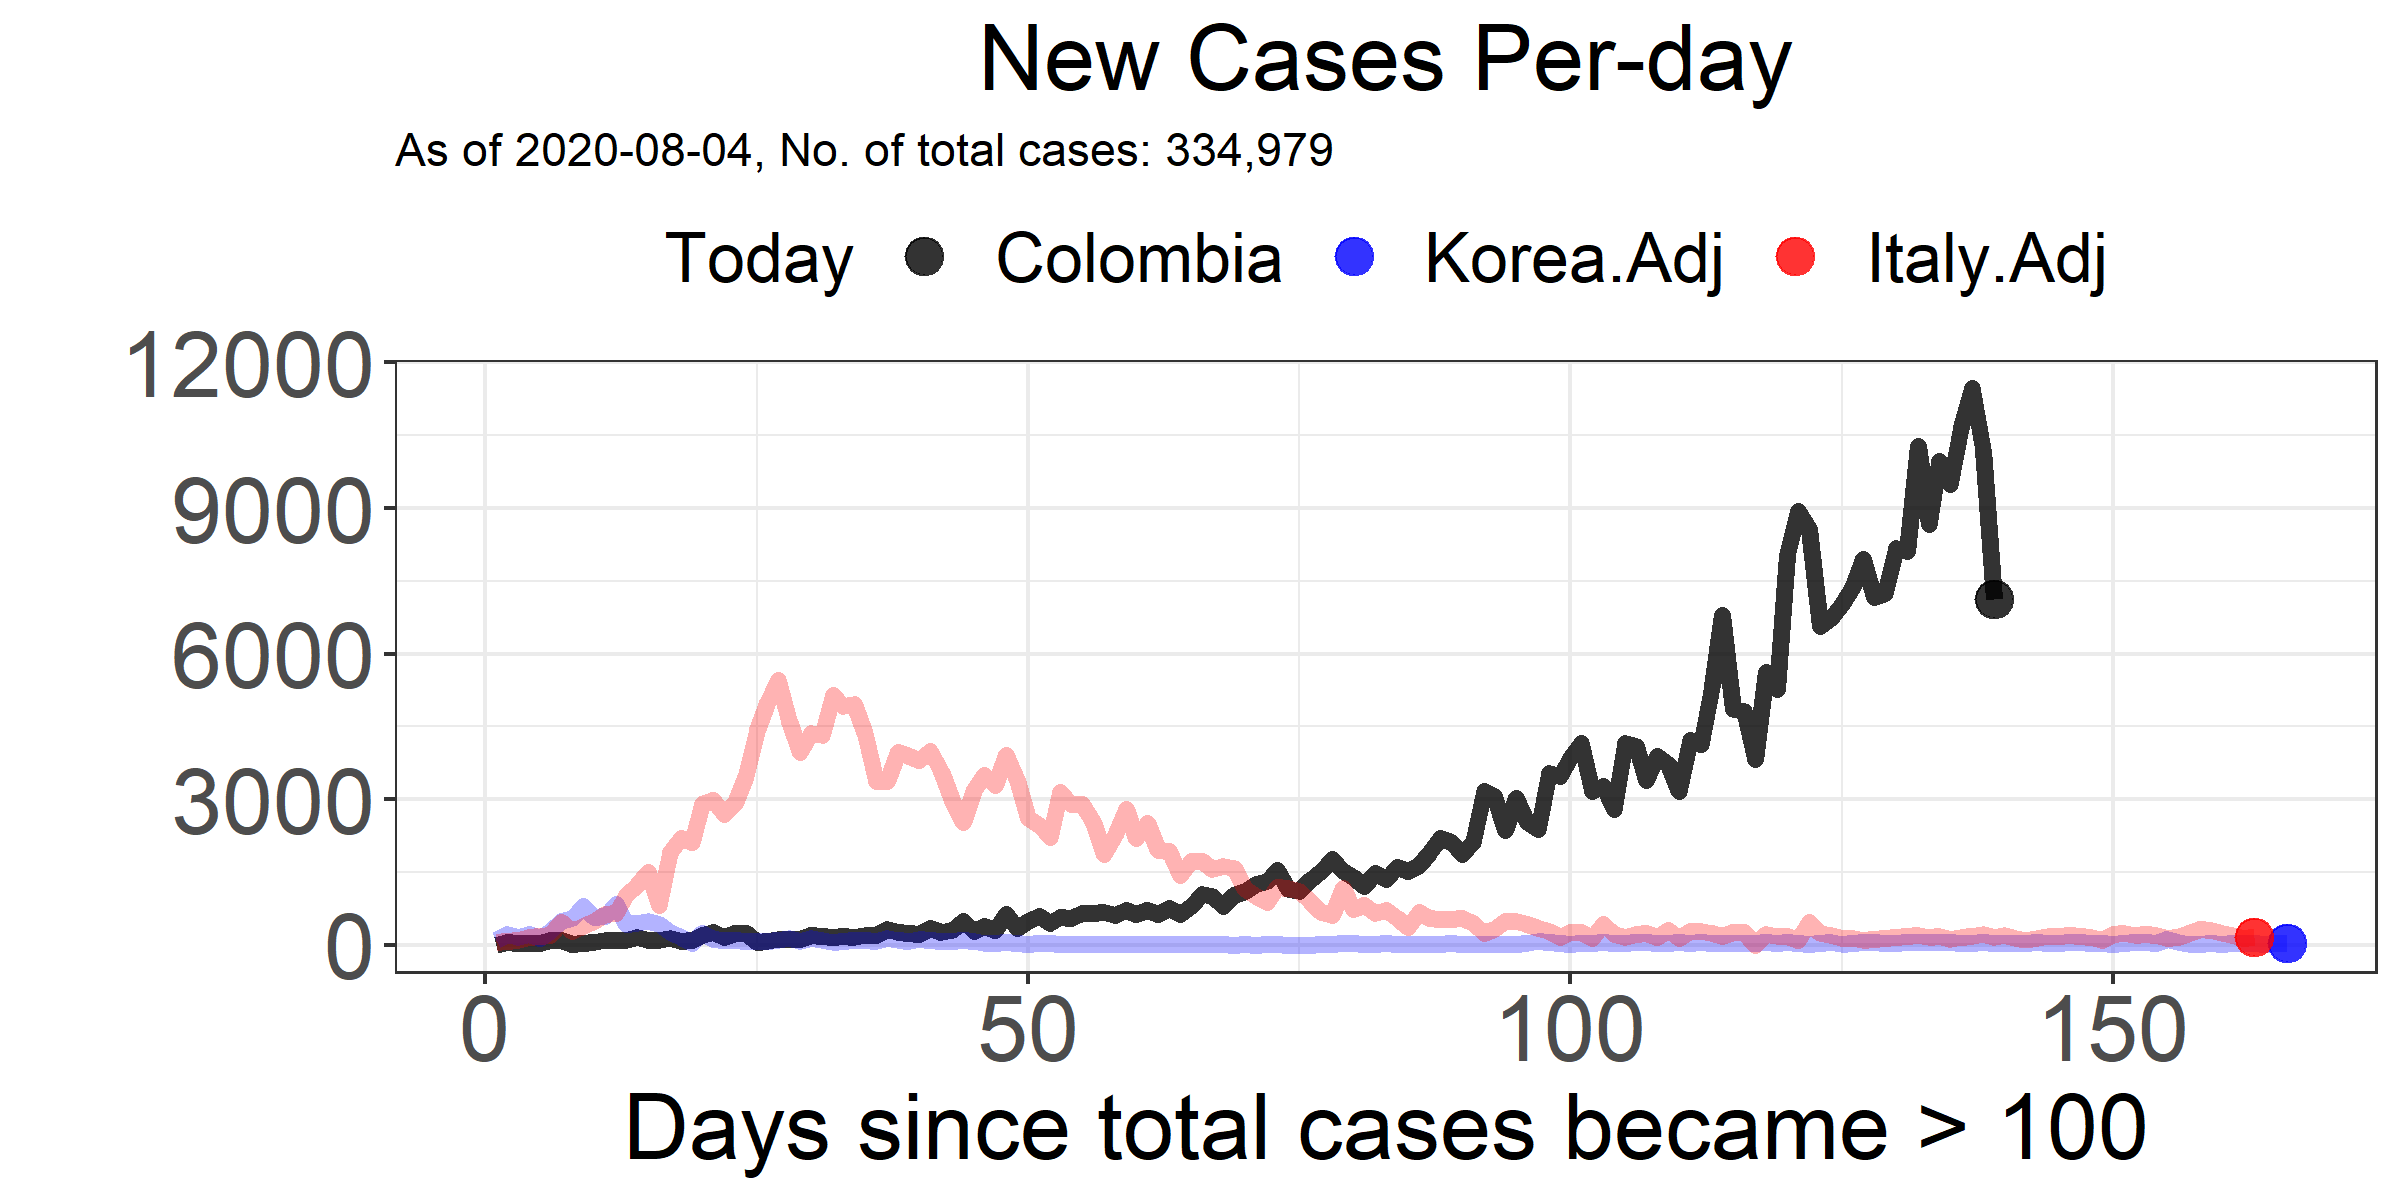 New Cases Per-day
As of 2020-08-04, No. of total cases: 334,979
Today Colombia Korea.Adj Italy.Adj
12000
9000
6000
3000
0
0 50 100 150
Days since total cases became > 100